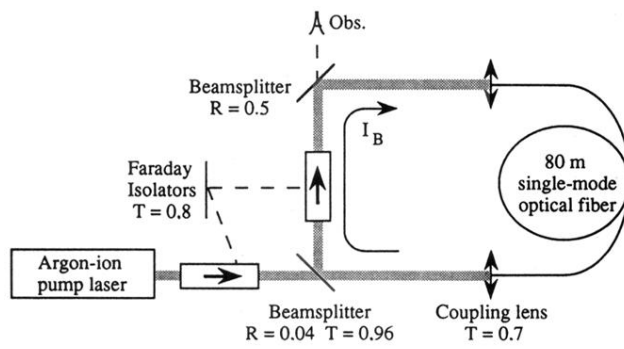 Obs.
Beamsplitter
R = 0.5
I_B
Faraday
Isolators
T = 0.8
80 m
single-mode
optical fiber
Argon-ion
pump laser
Beamsplitter
R = 0.04 T = 0.96
Coupling lens
T = 0.7